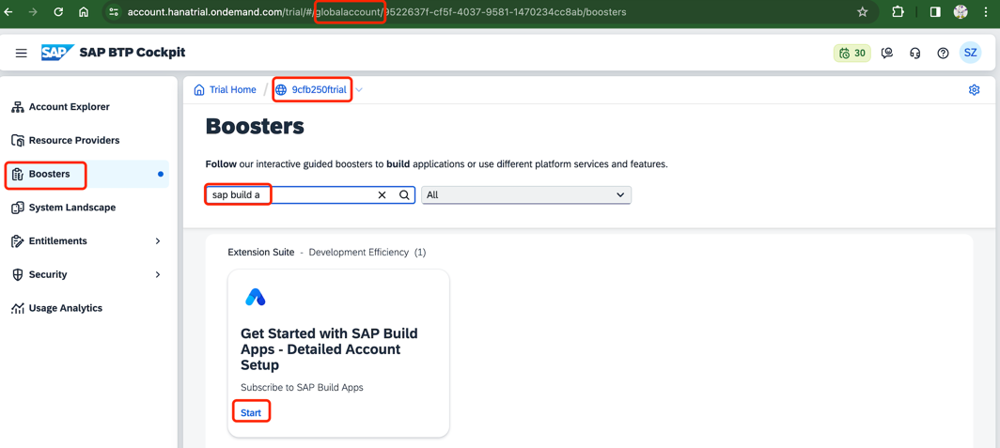 account.hanatrial.ondemand.com/trial/#/globalaccount/9522637f-cf5f-4037-9581-1470234cc8ab/boosters
SAP SAP BTP Cockpit 30 SZ
Account Explorer
Resource Providers
Boosters
System Landscape
Entitlements
Security
Usage Analytics
Trial Home / 9cfb250ftrial
Boosters
Follow our interactive guided boosters to build applications or use different platform services and features.
sap build a All
Extension Suite - Development Efficiency (1)
Get Started with SAP Build
Apps - Detailed Account
Setup
Subscribe to SAP Build Apps
Start